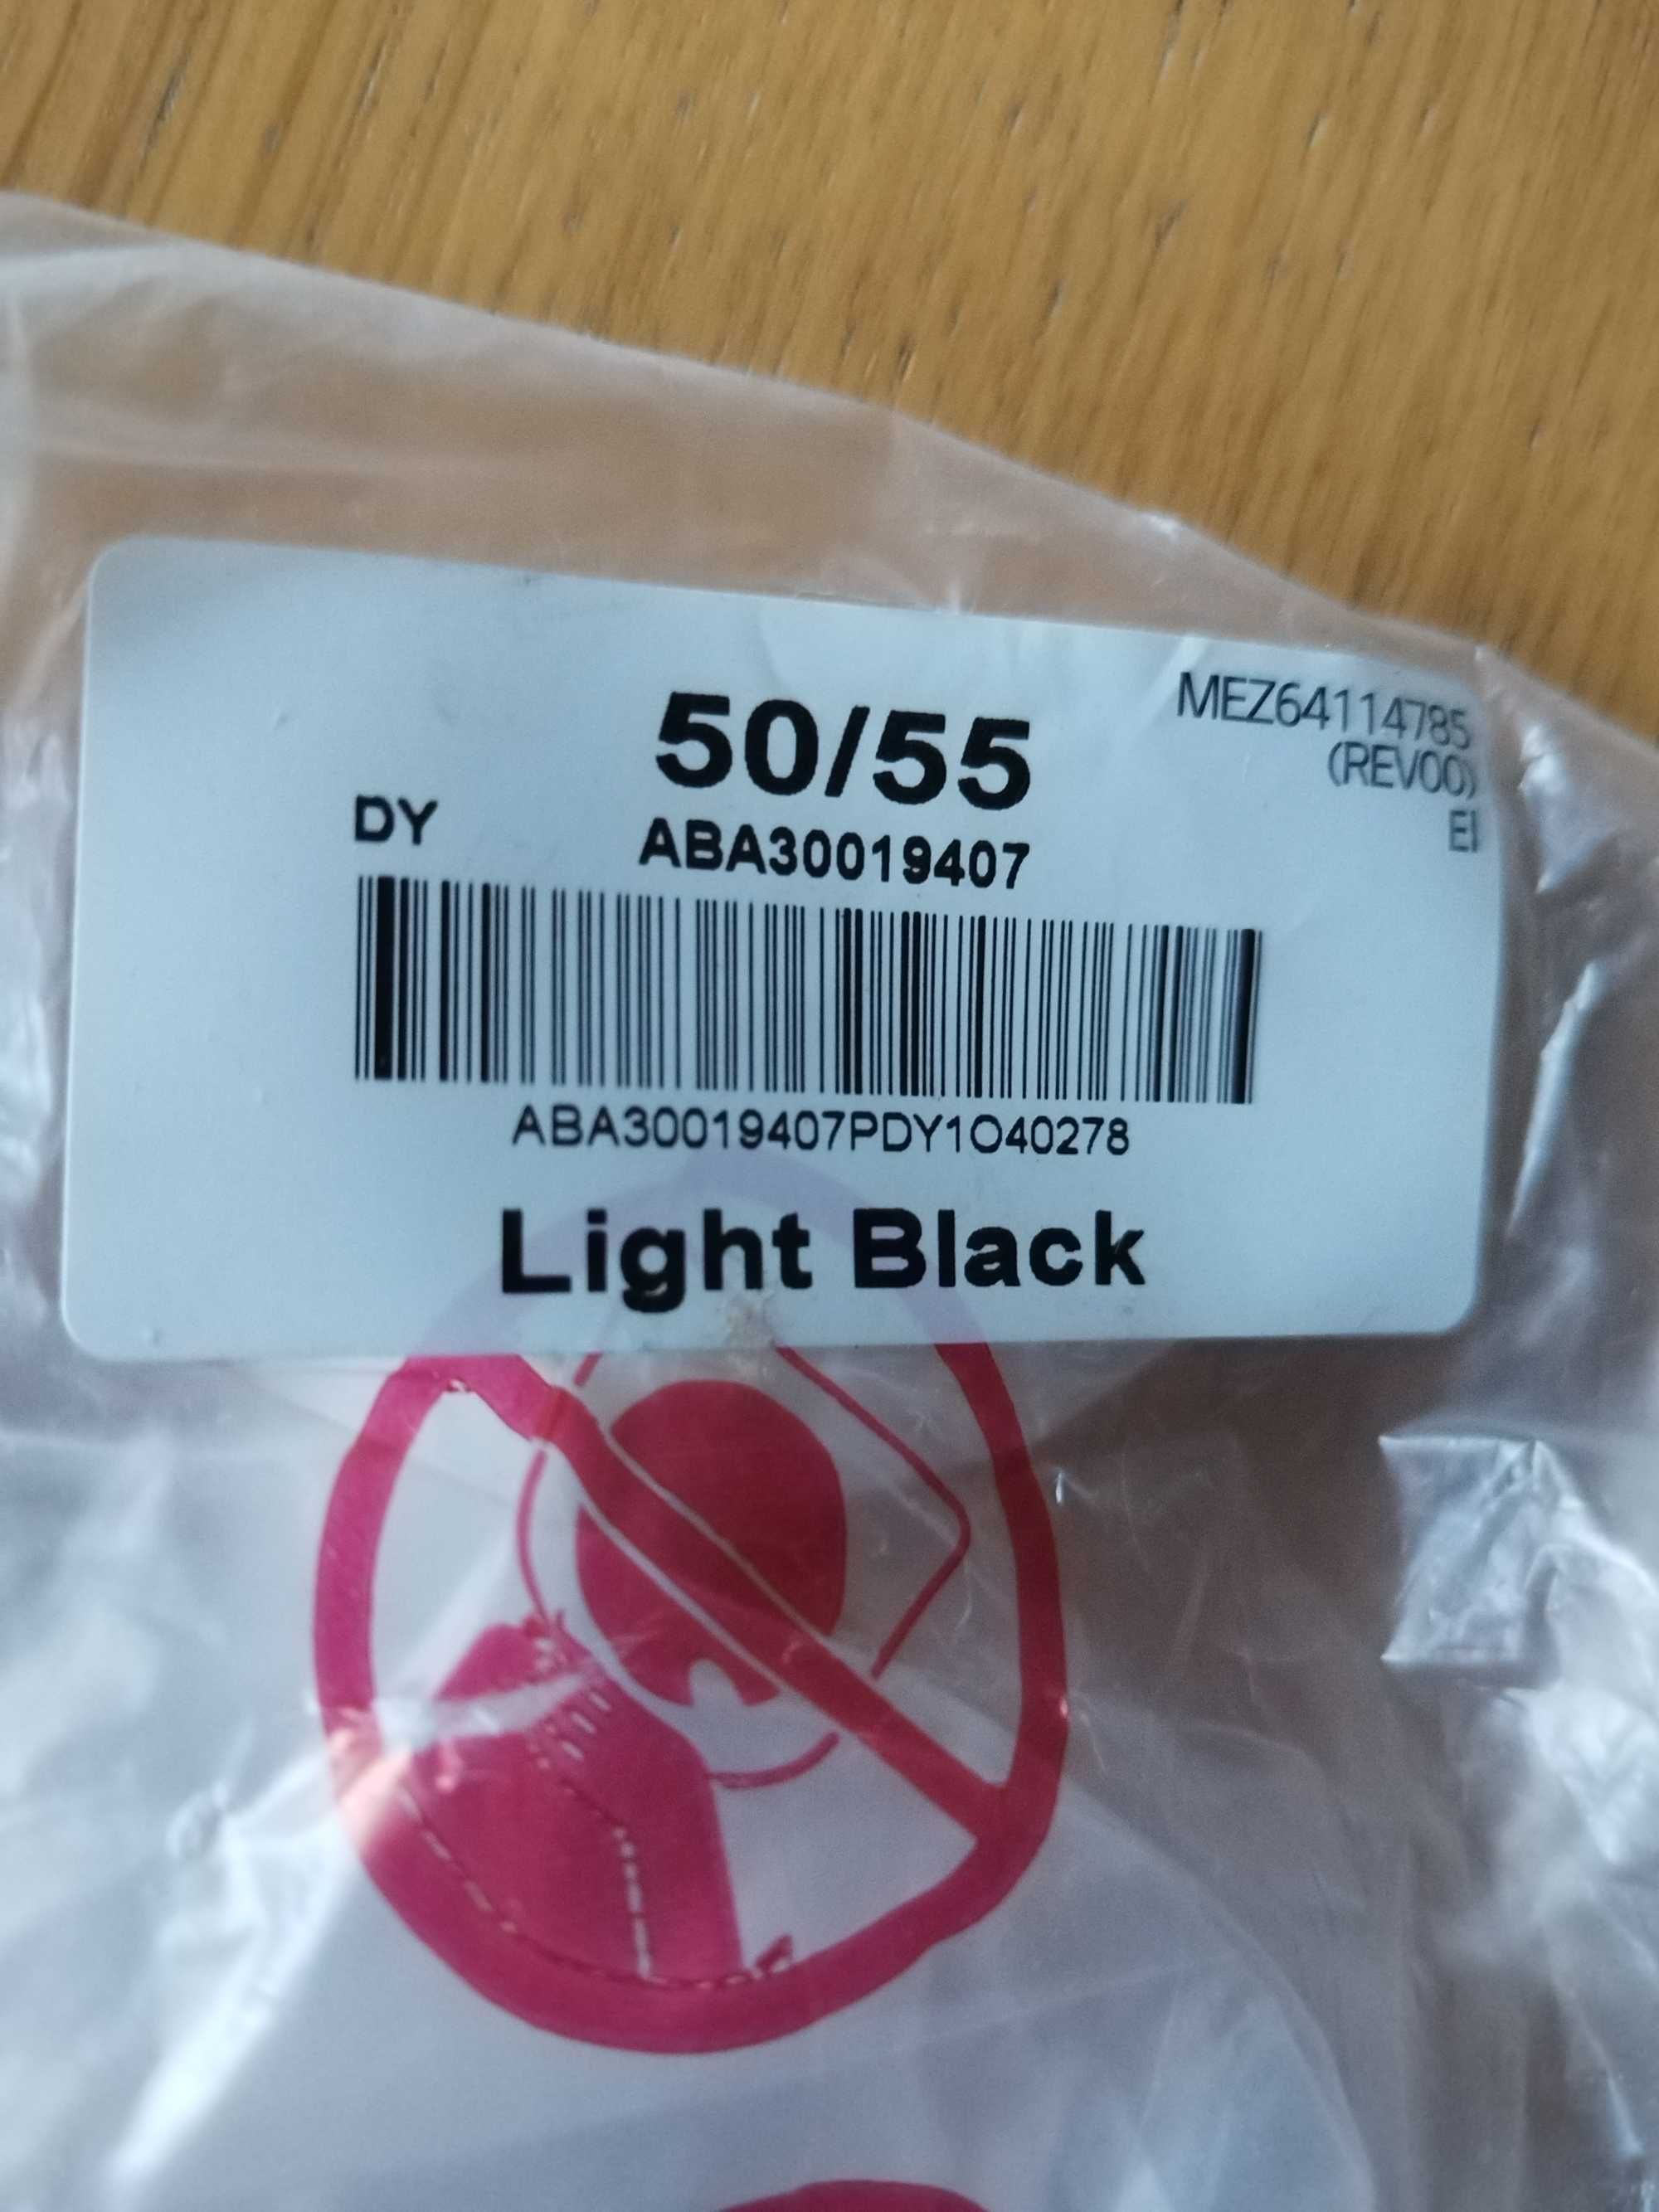 50/55
MEZ64114785
(REV00)
EI
DY
ABA30019407
ABA30019407PDY1O40278
Light Black